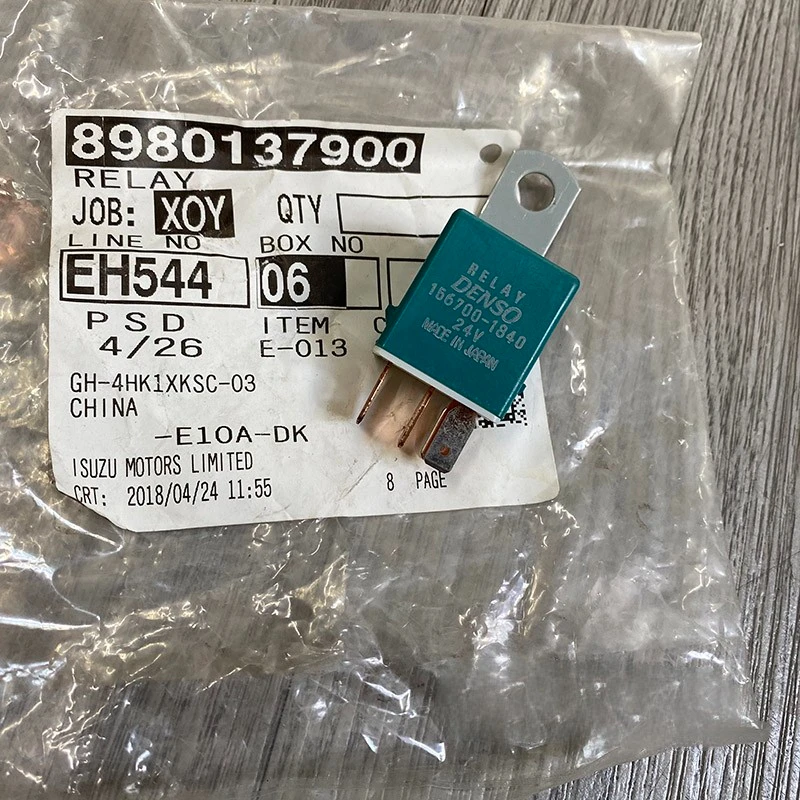 8980137900
RELAY
JOB: XOY QTY
LINE NO BOX NO
EH544 06
PSD ITEM
4/26 E-013
GH-4HK1XKSC-03
CHINA
-E10A-DK
ISUZU MOTORS LIMITED
CRT: 2018/04/24 11:55 8 PAGE
RELAY
DENSO
156700-1840
24V
MADE IN JAPAN